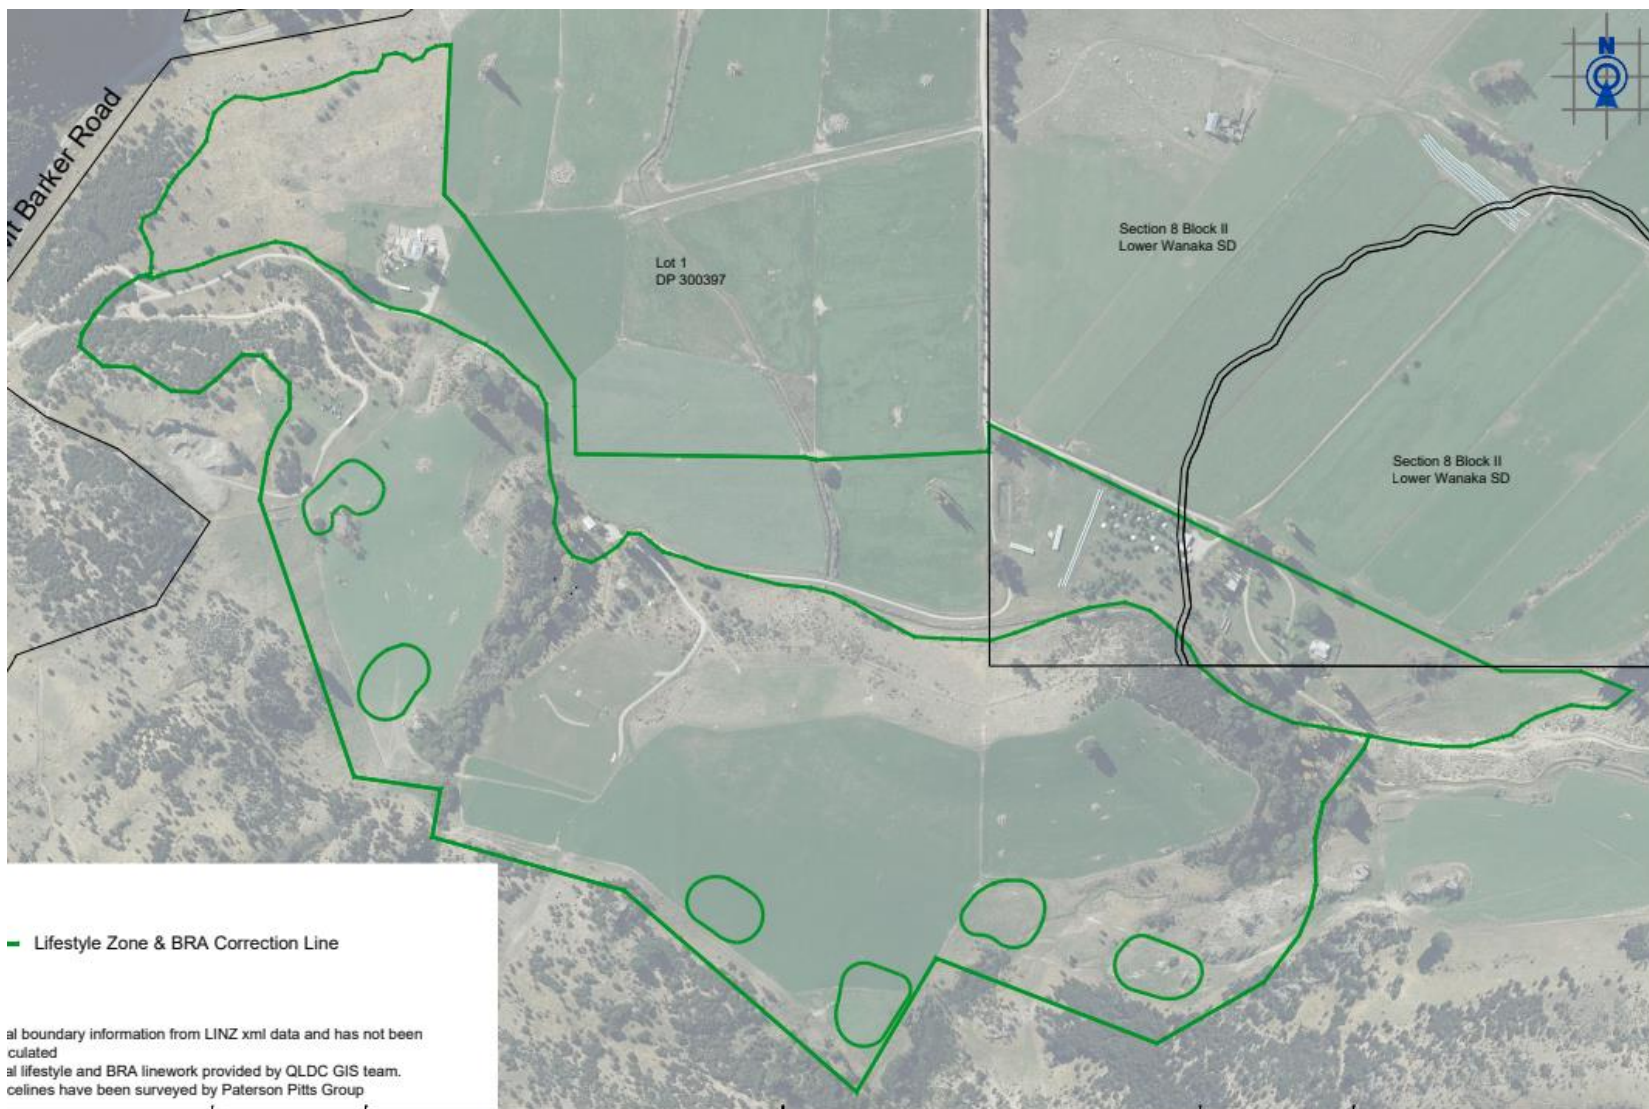 Mt Barker Road
N
Section 8 Block II
Lower Wanaka SD
Lot 1
DP 300397
Section 8 Block II
Lower Wanaka SD
Lifestyle Zone & BRA Correction Line
al boundary information from LINZ xml data and has not been
culated
al lifestyle and BRA linework provided by QLDC GIS team.
celines have been surveyed by Paterson Pitts Group